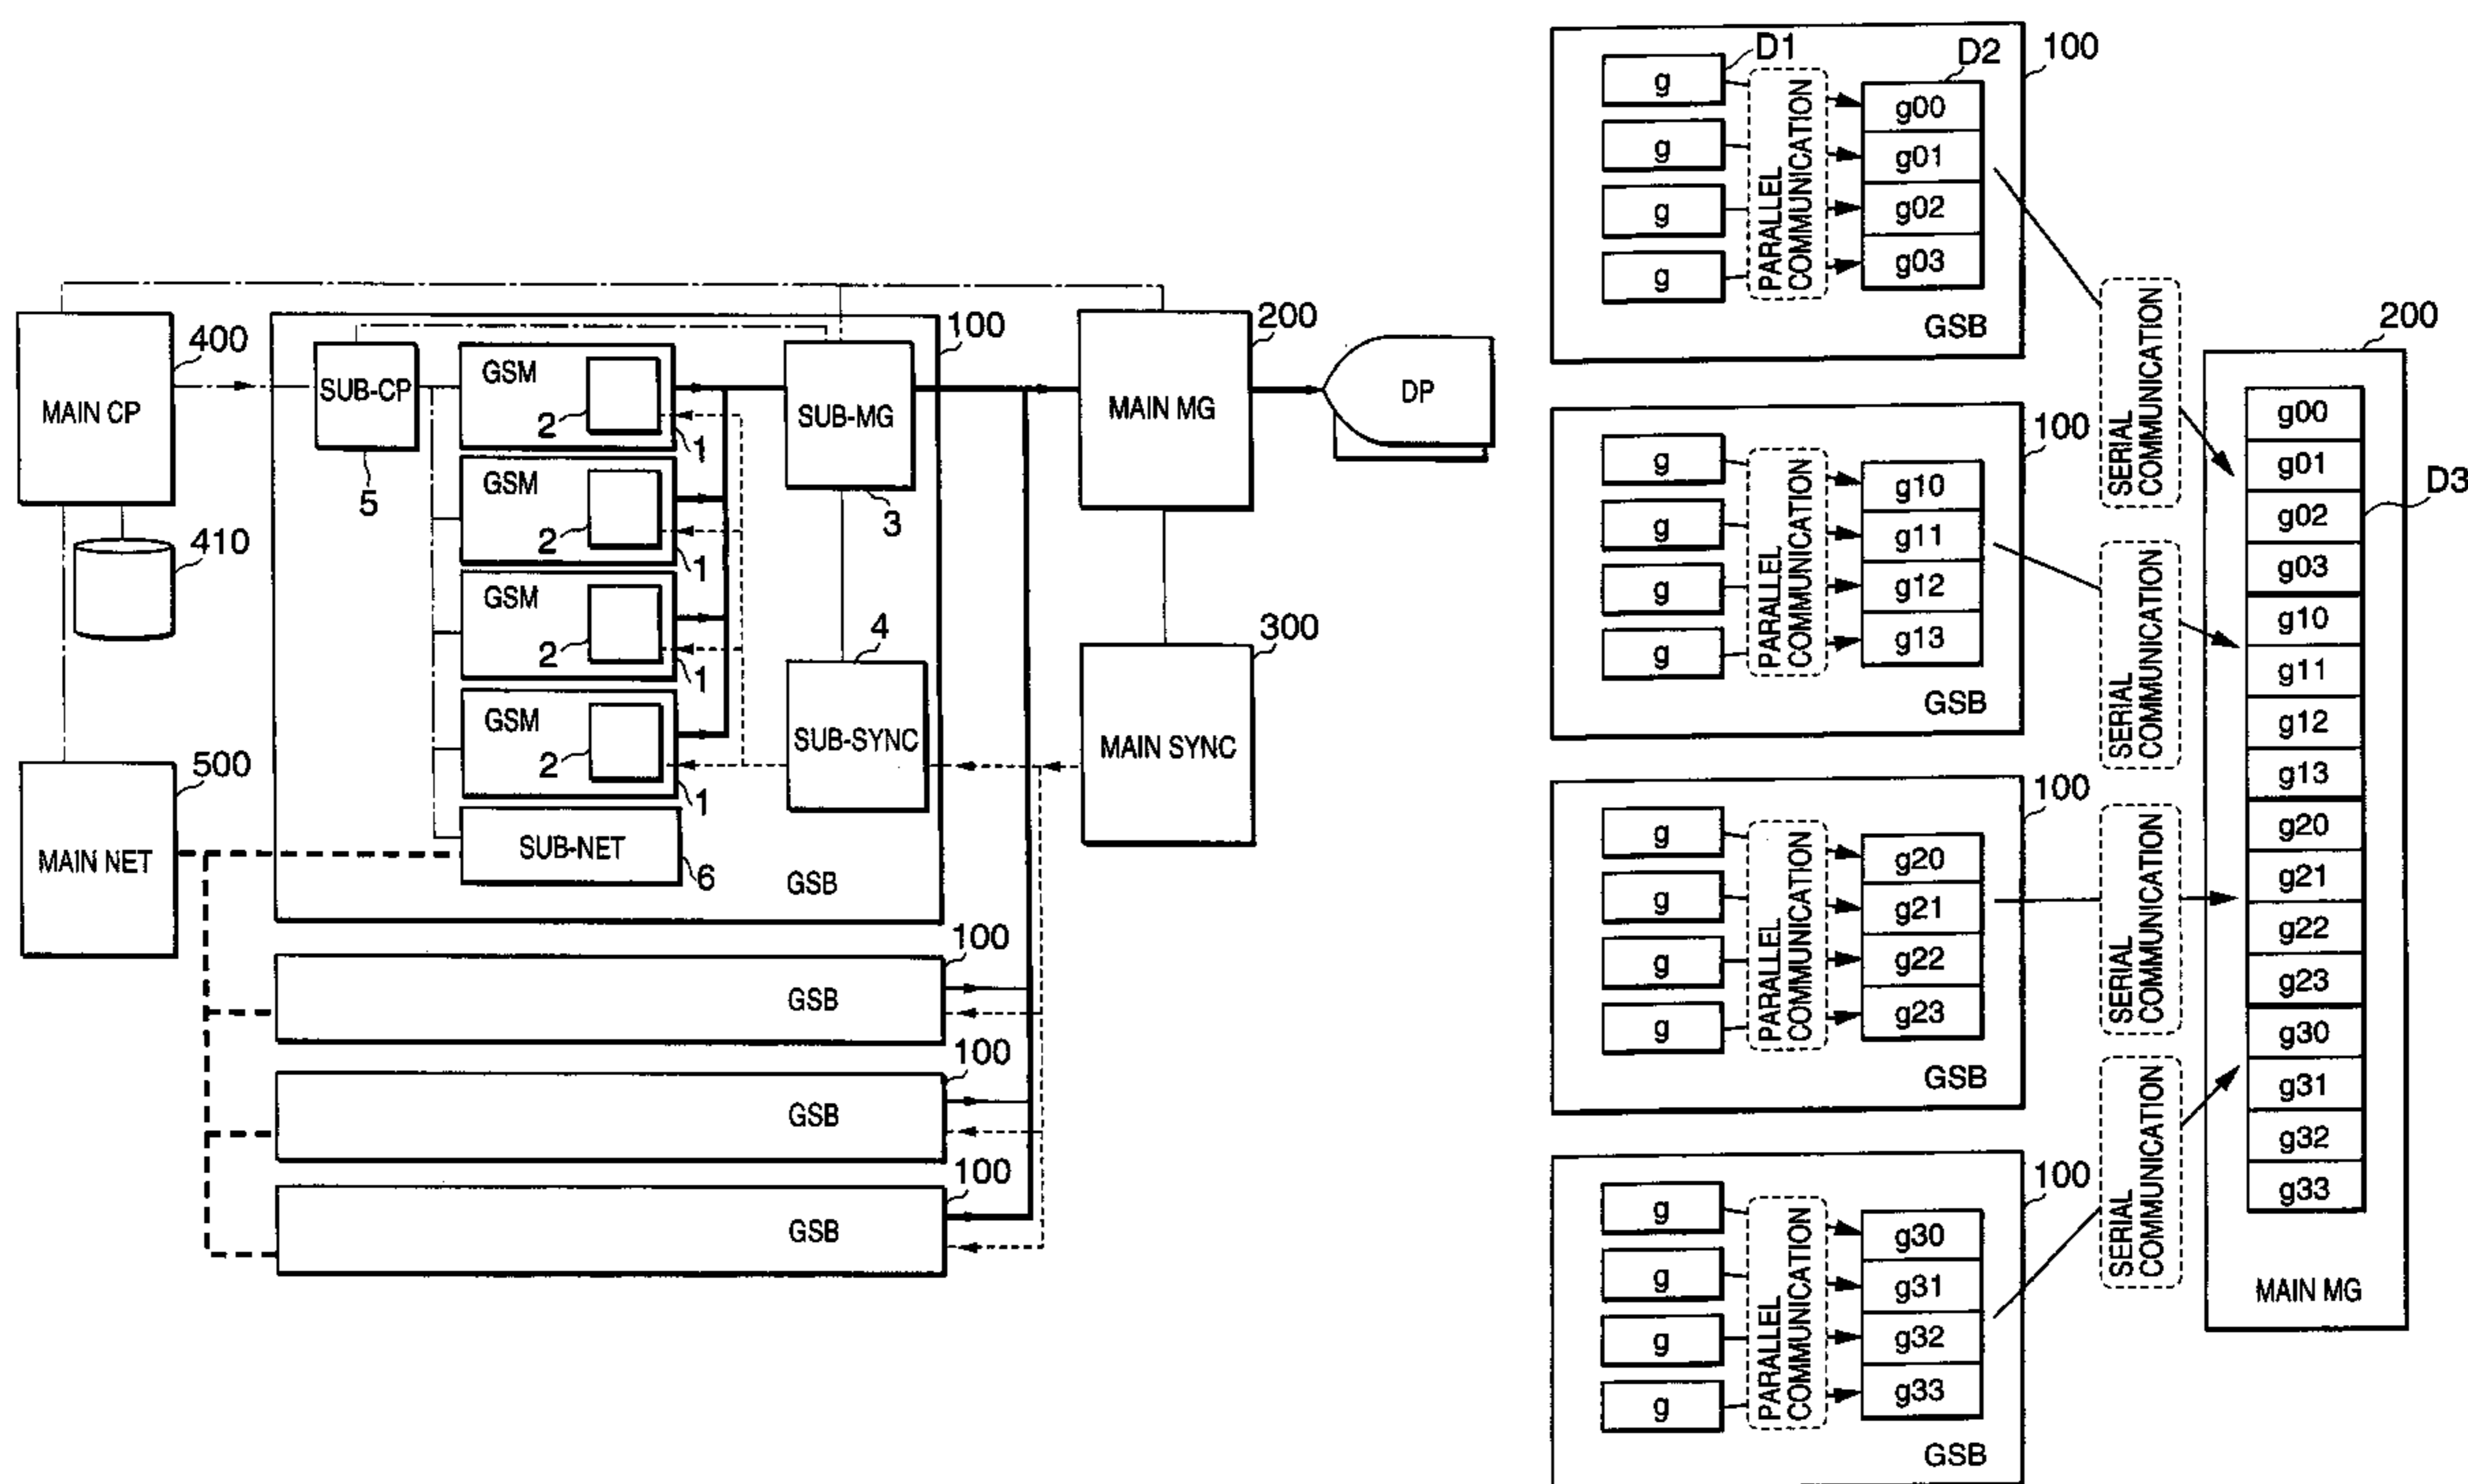 400
MAIN CP
410
500
MAIN NET
100
SUB-CP
5
GSM
2
1
GSM
2
1
GSM
2
1
GSM
2
1
SUB-MG
3
4
SUB-SYNC
SUB-NET
6
GSB
100
GSB
100
GSB
100
GSB
200
MAIN MG
DP
300
MAIN SYNC
D1
D2
100
g
g
g
g
PARALLEL
COMMUNICATION
g00
g01
g02
g03
GSB
100
g
g
g
g
PARALLEL
COMMUNICATION
g10
g11
g12
g13
GSB
100
g
g
g
g
PARALLEL
COMMUNICATION
g20
g21
g22
g23
GSB
100
g
g
g
g
PARALLEL
COMMUNICATION
g30
g31
g32
g33
GSB
SERIAL
COMMUNICATION
SERIAL
COMMUNICATION
SERIAL
COMMUNICATION
SERIAL
COMMUNICATION
200
D3
g00
g01
g02
g03
g10
g11
g12
g13
g20
g21
g22
g23
g30
g31
g32
g33
MAIN MG